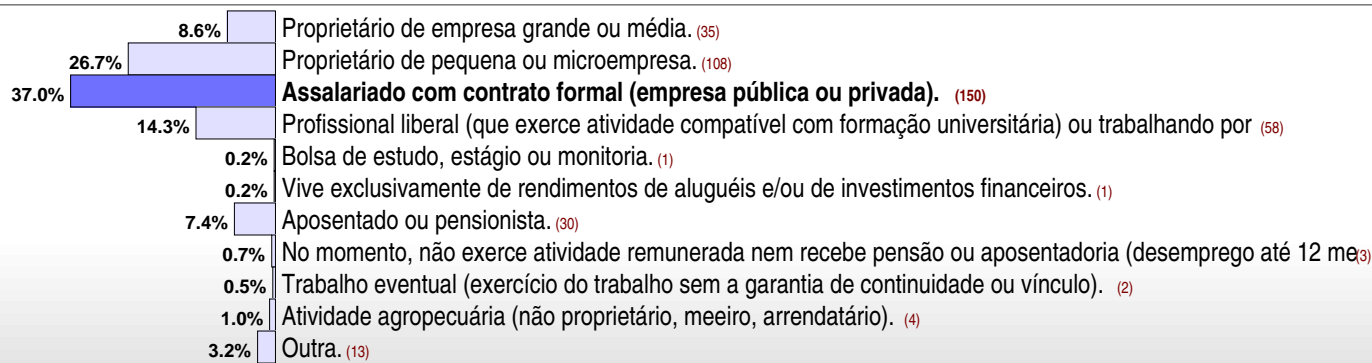 8.6% Proprietário de empresa grande ou média. (35)
26.7% Proprietário de pequena ou microempresa. (108)
37.0% Assalariado com contrato formal (empresa pública ou privada). (150)
14.3% Profissional liberal (que exerce atividade compatível com formação universitária) ou trabalhando por (58)
0.2% Bolsa de estudo, estágio ou monitoria. (1)
0.2% Vive exclusivamente de rendimentos de aluguéis e/ou de investimentos financeiros. (1)
7.4% Aposentado ou pensionista. (30)
0.7% No momento, não exerce atividade remunerada nem recebe pensão ou aposentadoria (desemprego até 12 me(3)
0.5% Trabalho eventual (exercício do trabalho sem a garantia de continuidade ou vínculo). (2)
1.0% Atividade agropecuária (não proprietário, meeiro, arrendatário). (4)
3.2% Outra. (13)